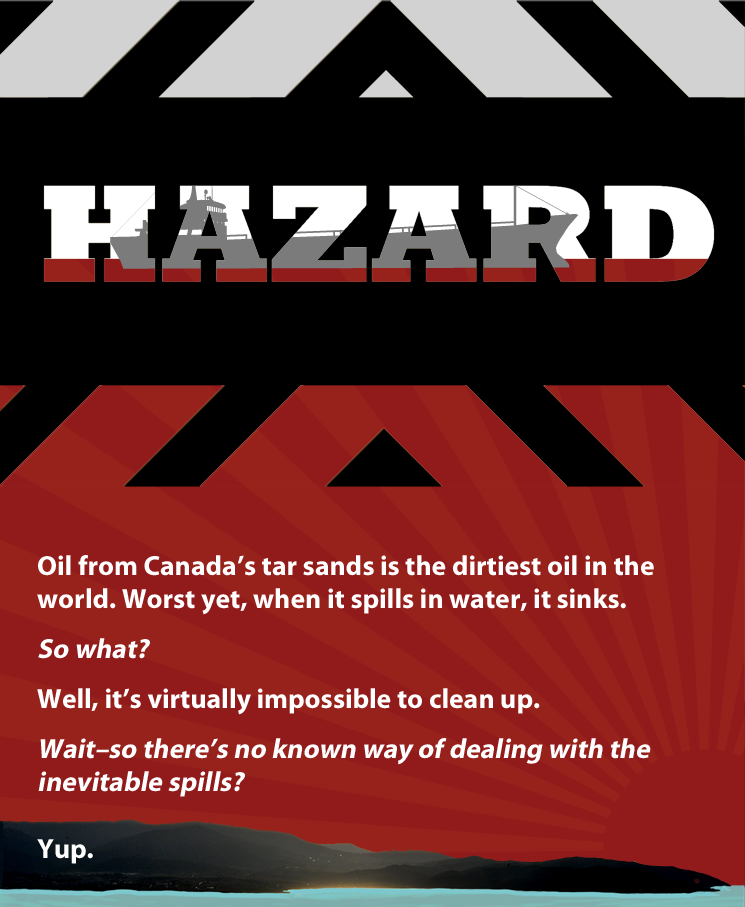 HAZARD
Oil from Canada’s tar sands is the dirtiest oil in the
world. Worst yet, when it spills in water, it sinks.
So what?
Well, it’s virtually impossible to clean up.
Wait–so there’s no known way of dealing with the
inevitable spills?
Yup.